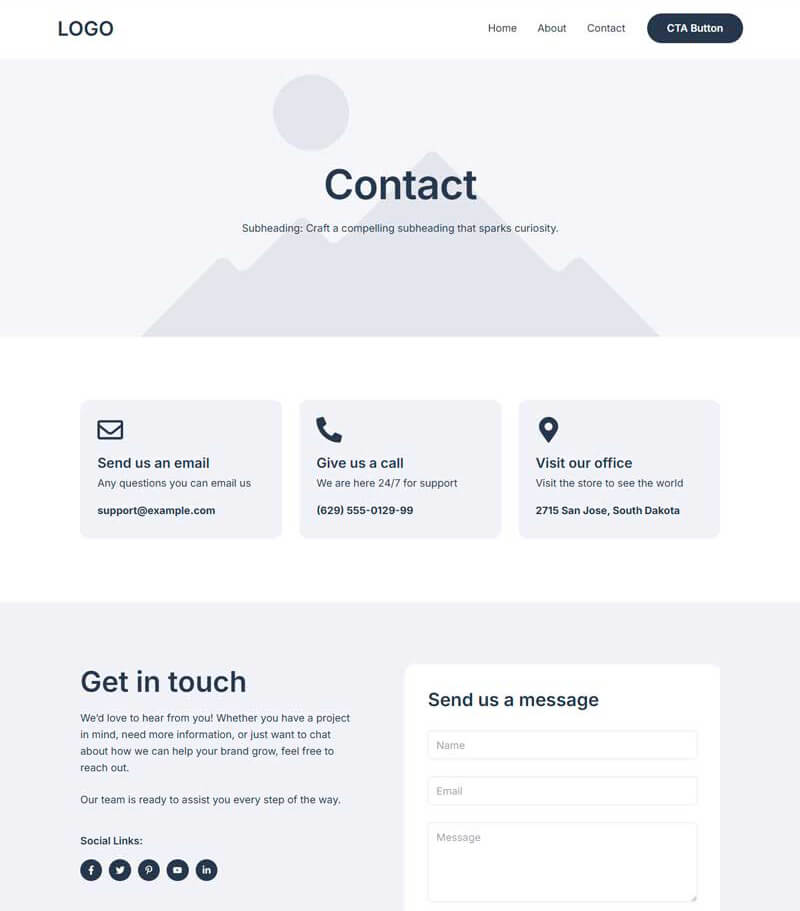 LOGO
Home
About
Contact
CTA Button
Contact
Subheading: Craft a compelling subheading that sparks curiosity.
Send us an email
Any questions you can email us
support@example.com
Give us a call
We are here 24/7 for support
(629) 555-0129-99
Visit our office
Visit the store to see the world
2715 San Jose, South Dakota
Get in touch
We’d love to hear from you! Whether you have a project
in mind, need more information, or just want to chat
about how we can help your brand grow, feel free to
reach out.
Our team is ready to assist you every step of the way.
Social Links:
Send us a message
Name
Email
Message